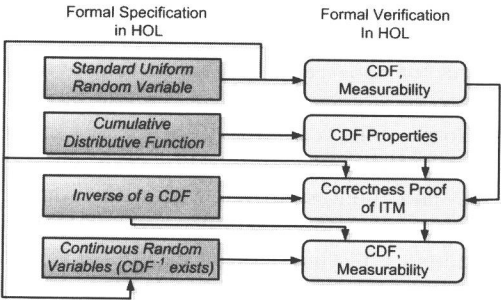 Formal Specification
in HOL
Formal Verification
In HOL
Standard Uniform
Random Variable
CDF,
Measurability
Cumulative
Distributive Function
CDF Properties
Inverse of a CDF
Correctness Proof
of ITM
Continuous Random
Variables (CDF⁻¹ exists)
CDF,
Measurability